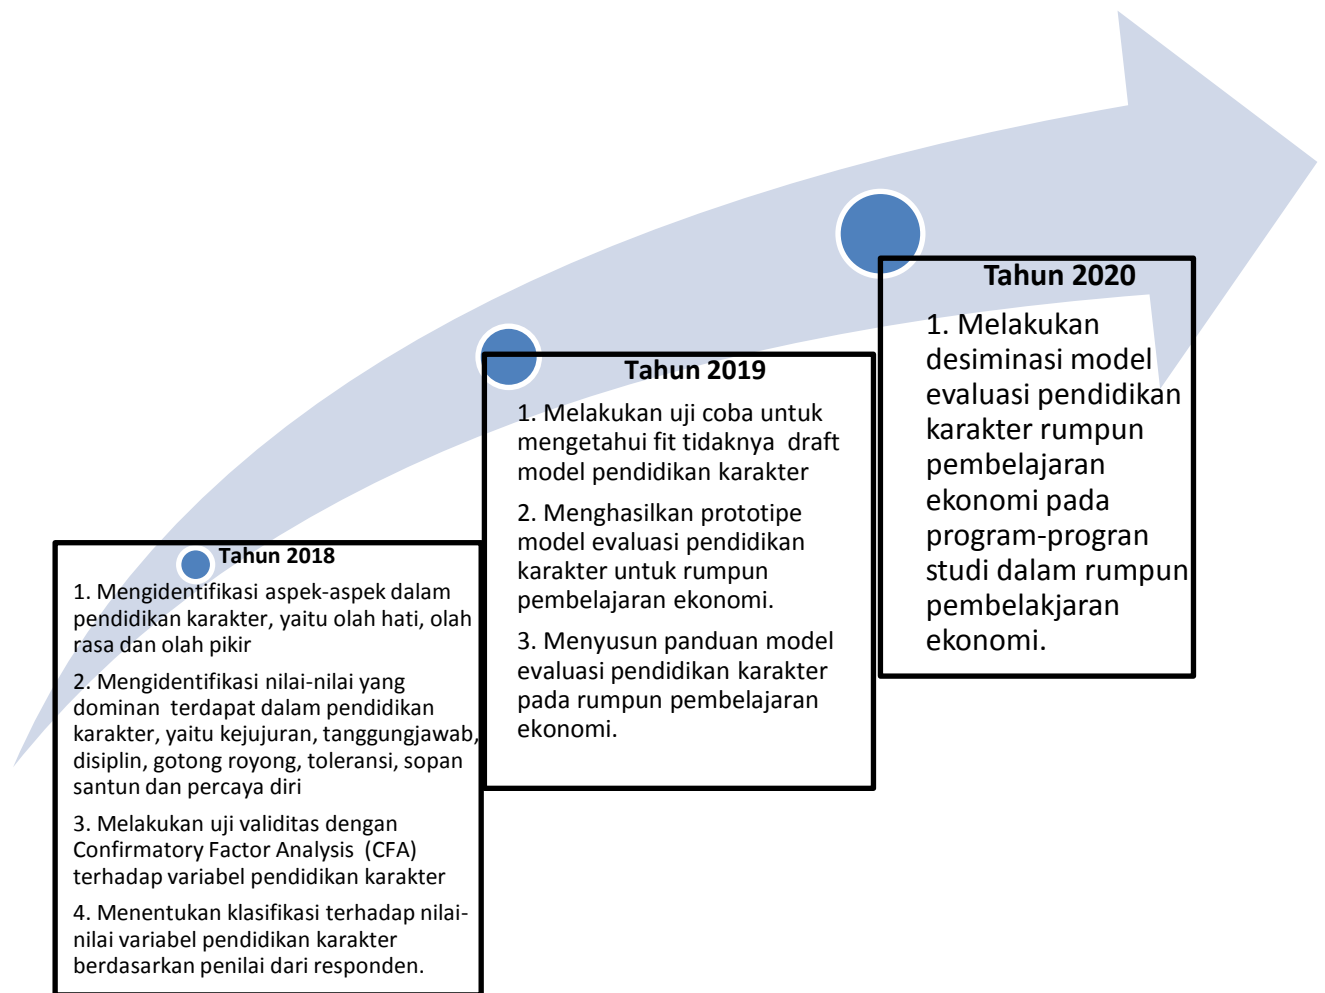 Tahun 2018
1. Mengidentifikasi aspek-aspek dalam
pendidikan karakter, yaitu olah hati, olah
rasa dan olah pikir
2. Mengidentifikasi nilai-nilai yang
dominan  terdapat dalam pendidikan
karakter, yaitu kejujuran, tanggungjawab,
disiplin, gotong royong, toleransi, sopan
santun dan percaya diri
3. Melakukan uji validitas dengan
Confirmatory Factor Analysis  (CFA)
terhadap variabel pendidikan karakter
4. Menentukan klasifikasi terhadap nilai-
nilai variabel pendidikan karakter
berdasarkan penilai dari responden.
Tahun 2019
1. Melakukan uji coba untuk
mengetahui fit tidaknya  draft
model pendidikan karakter
2. Menghasilkan prototipe
model evaluasi pendidikan
karakter untuk rumpun
pembelajaran ekonomi.
3. Menyusun panduan model
evaluasi pendidikan karakter
pada rumpun pembelajaran
ekonomi.
Tahun 2020
1. Melakukan
desiminasi model
evaluasi pendidikan
karakter rumpun
pembelajaran
ekonomi pada
program-progran
studi dalam rumpun
pembelakjaran
ekonomi.